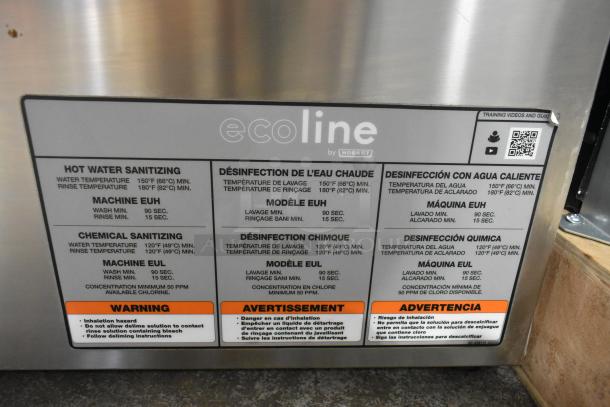 ecoline
by HOBART
TRAINING VIDEOS AND
HOT WATER SANITIZING
WATER TEMPERATURE 150°F (66°C) MIN.
RINSE TEMPERATURE 180°F (82°C) MIN.
MACHINE EUH
WASH MIN. 90 SEC.
RINSE MIN. 15 SEC.
CHEMICAL SANITIZING
WATER TEMPERATURE 120°F (49°C) MIN.
RINSE TEMPERATURE 120°F (49°C) MIN.
MACHINE EUL
WASH MIN. 90 SEC.
RINSE MIN. 15 SEC.
CONCENTRATION MINIMUM 50 PPM
AVAILABLE CHLORINE.
WARNING
• Inhalation hazard
• Do not allow delime solution to contact
rinse solution containing bleach
• Follow deliming instructions
DÉSINFECTION DE L'EAU CHAUDE
TEMPÉRATURE DE LAVAGE 150°F (66°C) MIN.
TEMPÉRATURE DE RINÇAGE 180°F (82°C) MIN.
MODÈLE EUH
LAVAGE MIN. 90 SEC.
RINÇAGE SANI MIN. 15 SEC.
DÉSINFECTION CHIMIQUE
TEMPÉRATURE DE LAVAGE 120°F (49°C) MIN.
TEMPÉRATURE DE RINÇAGE 120°F (49°C) MIN.
MODÈLE EUL
LAVAGE MIN. 90 SEC.
RINÇAGE SANI MIN. 15 SEC.
CONCENTRATION EN CHLORE
MINIMUM 50 PPM.
AVERTISSEMENT
• Danger en cas d'inhalation
• Empêcher un liquide de détartrage
d'entrer en contact avec un produit
de rinçage contenant du javellisant
• Suivre les instructions de détartrage
DESINFECCIÓN CON AGUA CALIENTE
TEMPERATURA DEL AGUA 150°F (66°C) MIN.
TEMPERATURA DE ACLARADO 180°F (82°C) MIN.
MÁQUINA EUH
LAVADO MIN. 90 SEC.
ALCARADO MIN. 15 SEC.
DESINFECCIÓN QUIMICA
TEMPERATURA DEL AGUA 120°F (49°C) MIN.
TEMPERATURA DE ACLARADO 120°F (49°C) MIN.
MÁQUINA EUL
LAVADO MIN. 90 SEC.
ALCARADO MIN. 15 SEC.
CONCENTRACIÓN MÍNIMA DE
50 PPM DE CLORO DISPONIBLE.
ADVERTENCIA
• Riesgo de inhalación
• No permita que la solución para descalcificar
entre en contacto con la solución de enjuague
que contiene cloro
• Siga las instrucciones para descalcificar